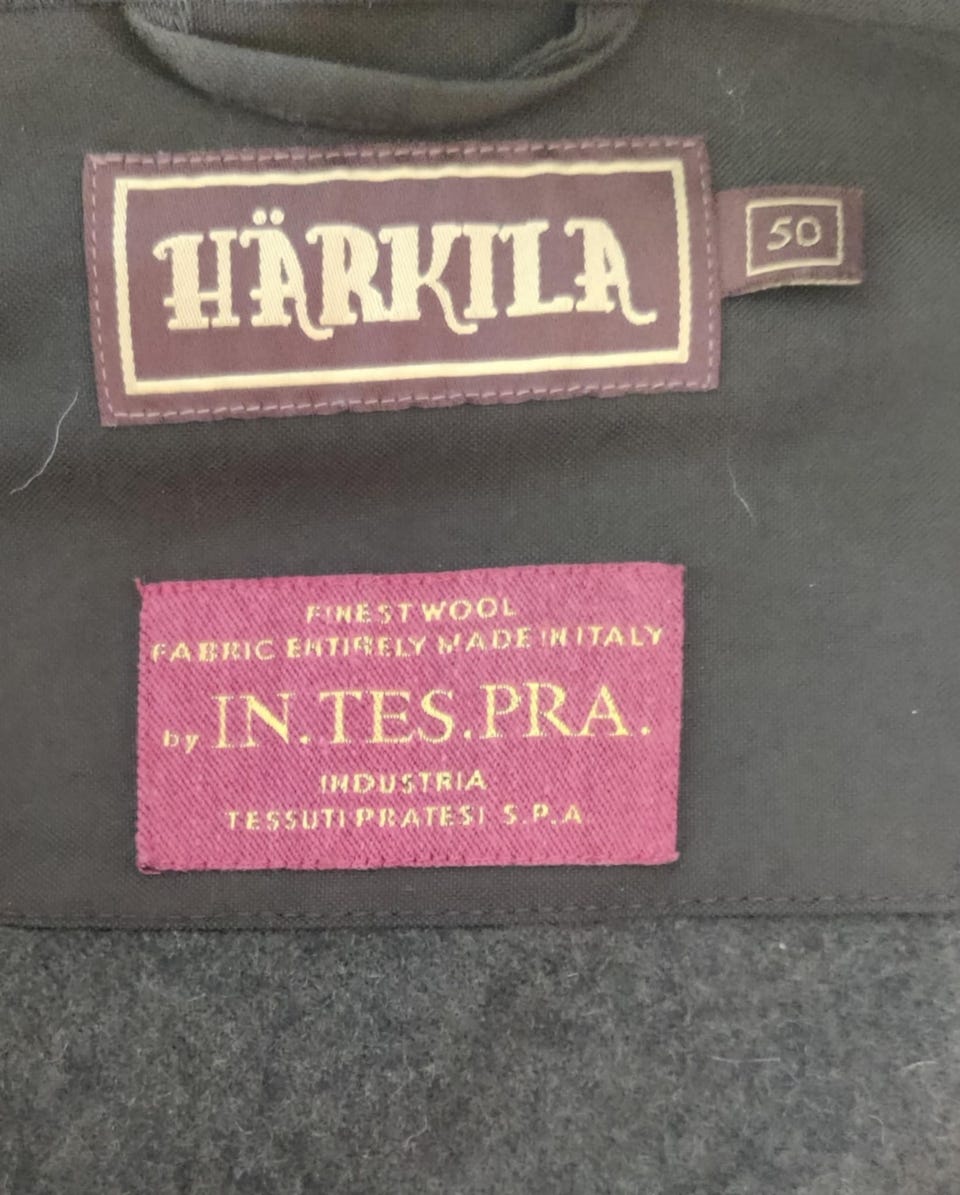 HÄRKILA
50
FINEST WOOL
FABRIC ENTIRELY MADE IN ITALY
by IN.TES.PRA.
INDUSTRIA
TESSUTI PRATESI S.P.A.